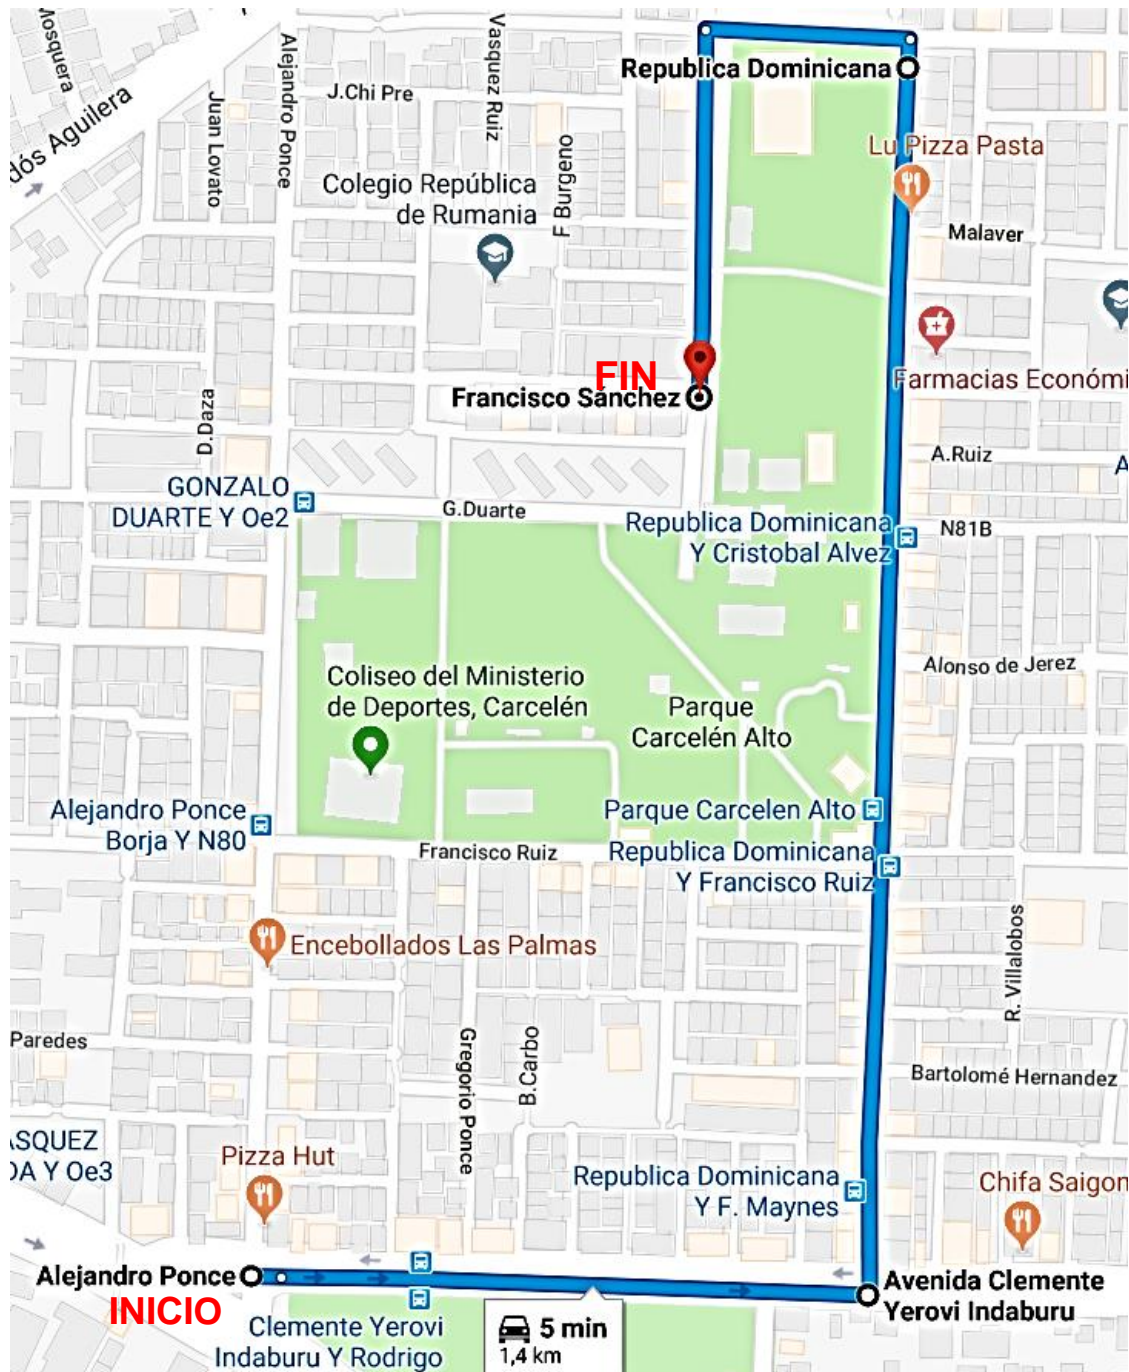 Mosquera
dós Aguilera
Juan Lovato
Alejandro Ponce
J.Chi Pre
Vasquez Ruiz
F Burgeno
Republica Dominicana
Lu Pizza Pasta
Malaver
Colegio República
de Rumania
FIN
Francisco Sánchez
Farmacias Económi
D.Daza
A.Ruiz
A
GONZALO
DUARTE Y Oe2
G.Duarte
Republica Dominicana
Y Cristobal Alvez
N81B
Alonso de Jerez
Coliseo del Ministerio
de Deportes, Carcelén
Parque
Carcelén Alto
Alejandro Ponce
Borja Y N80
Parque Carcelen Alto
Francisco Ruiz
Republica Dominicana
Y Francisco Ruiz
Encebollados Las Palmas
R. Villalobos
Paredes
Gregorio Ponce
B.Carbo
Bartolomé Hernandez
ASQUEZ
DA Y Oe3
Pizza Hut
Republica Dominicana
Y F. Maynes
Chifa Saigon
Alejandro Ponce
INICIO
Avenida Clemente
Yerovi Indaburu
Clemente Yerovi
Indaburu Y Rodrigo
5 min
1,4 km